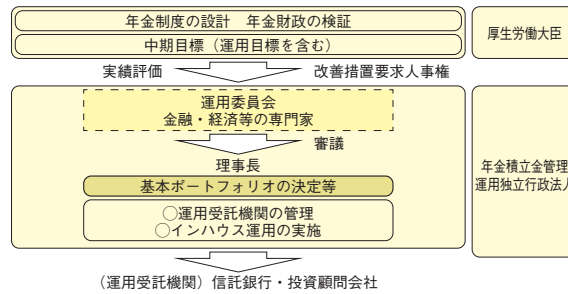 年金制度の設計　年金財政の検証
中期目標（運用目標を含む）
厚生労働大臣
実績評価
改善措置要求人事権
運用委員会
金融・経済等の専門家
審議
理事長
基本ポートフォリオの決定等
○運用受託機関の管理
○インハウス運用の実施
年金積立金管理
運用独立行政法人
（運用受託機関）信託銀行・投資顧問会社